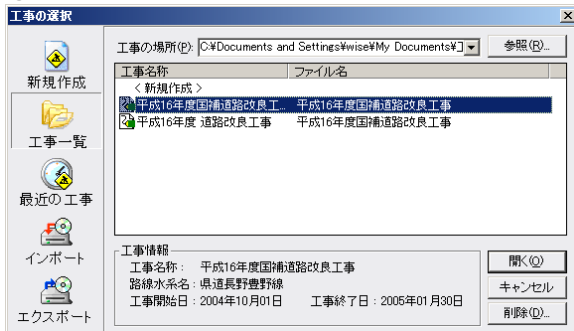 工事の選択
工事の場所(P): C:¥Documents and Settings¥wise¥My Documents¥
参照(R)...
新規作成
工事一覧
最近の工事
インポート
エクスポート
工事名称 ファイル名
<新規作成>
平成16年度国補道路改良工... 平成16年度国補道路改良工事
平成16年度 道路改良工事 平成16年度国補道路改良工事
工事情報
工事名称: 平成16年度国補道路改良工事
路線水系名:県道長野豊野線
工事開始日:2004年10月01日 工事終了日:2005年01月30日
開く(O)
キャンセル
削除(D)...